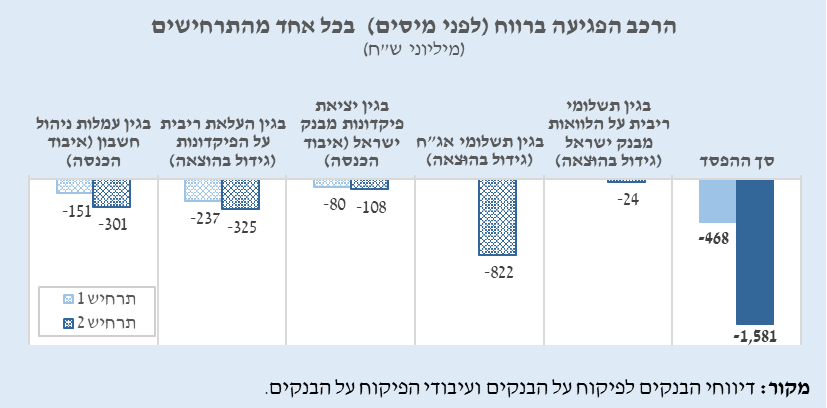 הרכב הפגיעה ברווח (לפני מיסים) בכל אחד מהתרחישים
(מיליוני ש"ח)
סך ההפסד
בגין תשלומי
ריבית על הלוואות
מבנק ישראל
(גידול בהוצאה)
בגין תשלומי אג"ח
(גידול בהוצאה)
בגין יציאת
פיקדונות מבנק
ישראל (איבוד
הכנסה)
בגין העלאת ריבית
על הפיקדונות
(גידול בהוצאה)
בגין עמלות ניהול
חשבון (איבוד
הכנסה)
-468
-1,581
-24
-822
-80
-108
-237
-325
-151
-301
תרחיש 1
תרחיש 2
מקור: דיווחי הבנקים לפיקוח על הבנקים ועיבודי הפיקוח על הבנקים.